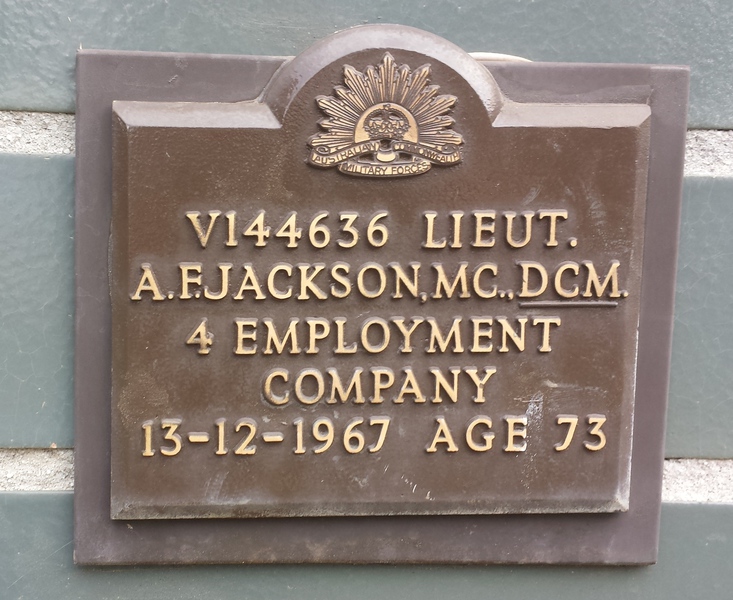 AUSTRALIAN COMMONWEALTH
MILITARY FORCES
V144636 LIEUT.
A.F.JACKSON,MC.,DCM.
4 EMPLOYMENT
COMPANY
13-12-1967 AGE 73